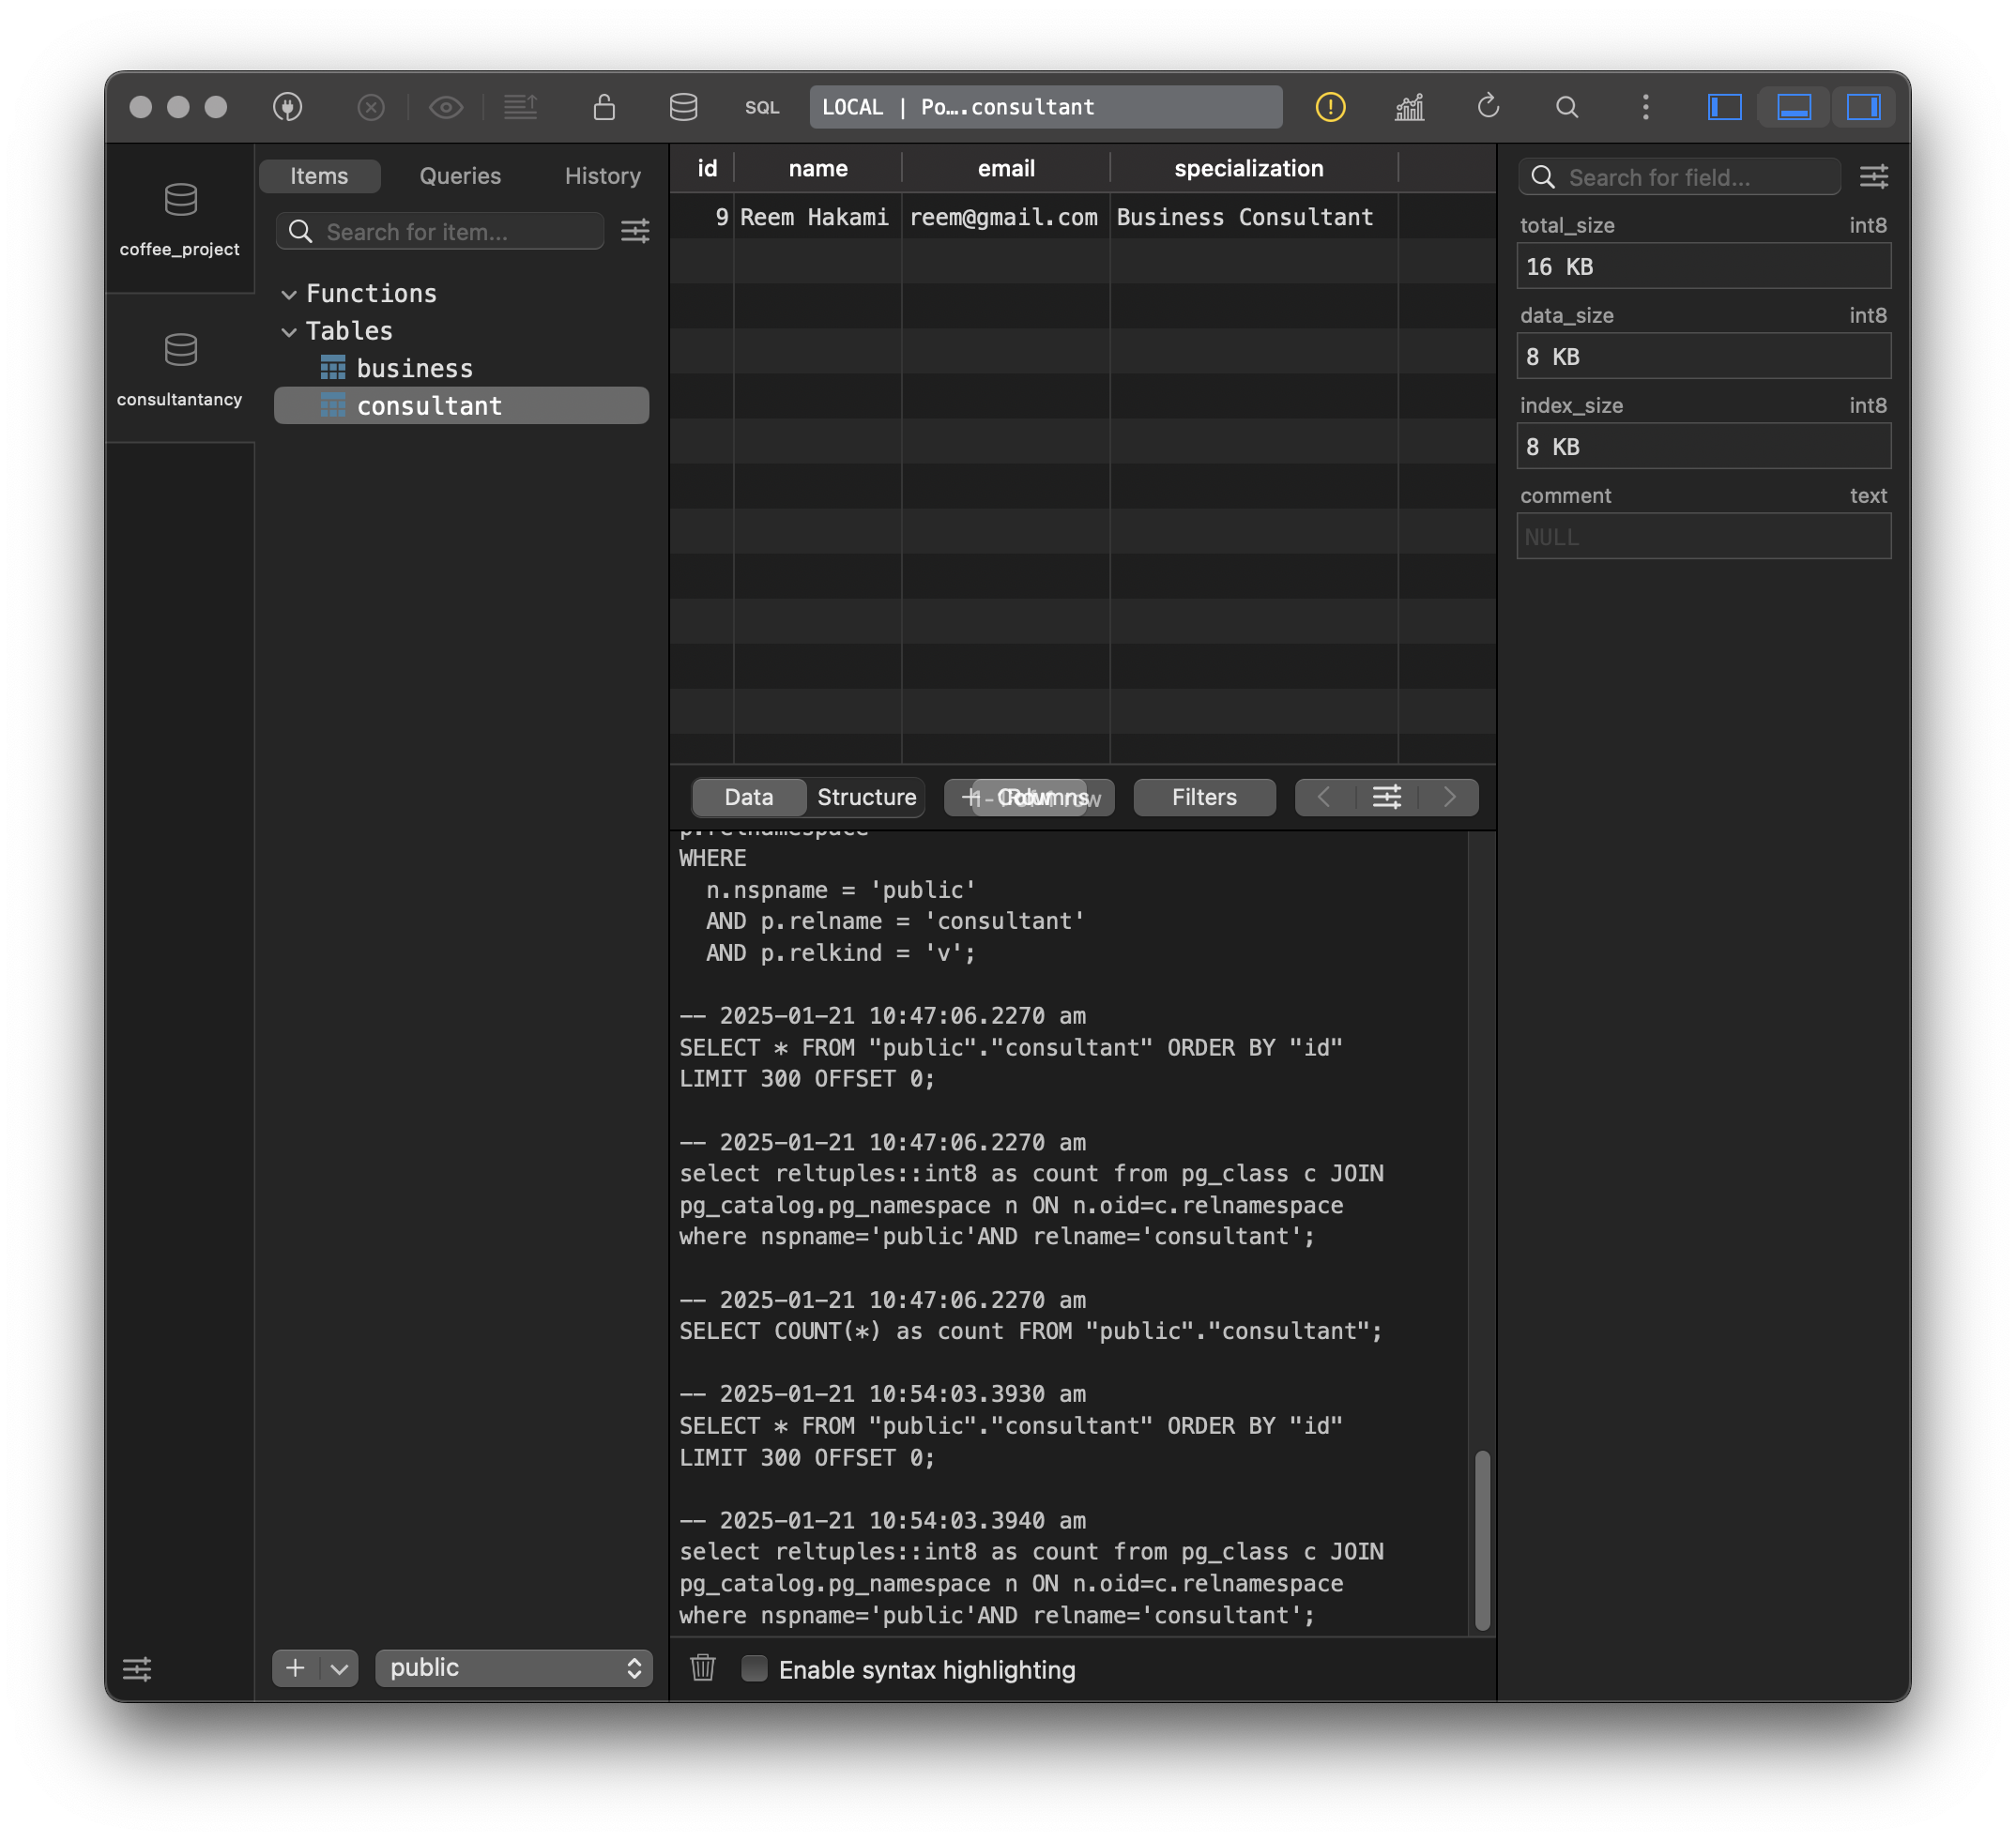 SQL
LOCAL | Po….consultant
coffee_project
consultantancy
Items
Queries
History
Search for item...
Functions
Tables
business
consultant
public
id
name
email
specialization
9
Reem Hakami
reem@gmail.com
Business Consultant
Data
Structure
Columns
Filters
p.relnamespace
WHERE
n.nspname = 'public'
AND p.relname = 'consultant'
AND p.relkind = 'v';
-- 2025-01-21 10:47:06.2270 am
SELECT * FROM "public"."consultant" ORDER BY "id"
LIMIT 300 OFFSET 0;
-- 2025-01-21 10:47:06.2270 am
select reltuples::int8 as count from pg_class c JOIN
pg_catalog.pg_namespace n ON n.oid=c.relnamespace
where nspname='public'AND relname='consultant';
-- 2025-01-21 10:47:06.2270 am
SELECT COUNT(*) as count FROM "public"."consultant";
-- 2025-01-21 10:54:03.3930 am
SELECT * FROM "public"."consultant" ORDER BY "id"
LIMIT 300 OFFSET 0;
-- 2025-01-21 10:54:03.3940 am
select reltuples::int8 as count from pg_class c JOIN
pg_catalog.pg_namespace n ON n.oid=c.relnamespace
where nspname='public'AND relname='consultant';
Enable syntax highlighting
Search for field...
total_size
int8
16 KB
data_size
int8
8 KB
index_size
int8
8 KB
comment
text
NULL